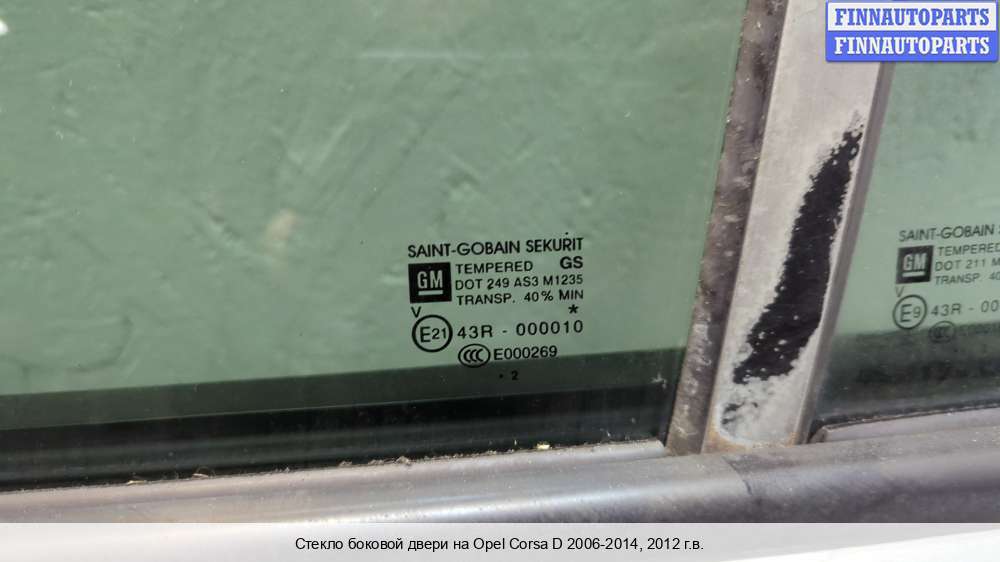 FINNAUTOPARTS
FINNAUTOPARTS
SAINT-GOBAIN SEKURIT
GM
TEMPERED GS
DOT 249 AS3 M1235
TRANSP. 40% MIN
V *
E21 43R - 000010
CCC E000269
. 2
SAINT-GOBAIN
GM
TEMPERED
DOT 211
V
E9 43R - 00
Стекло боковой двери на Opel Corsa D 2006-2014, 2012 г.в.